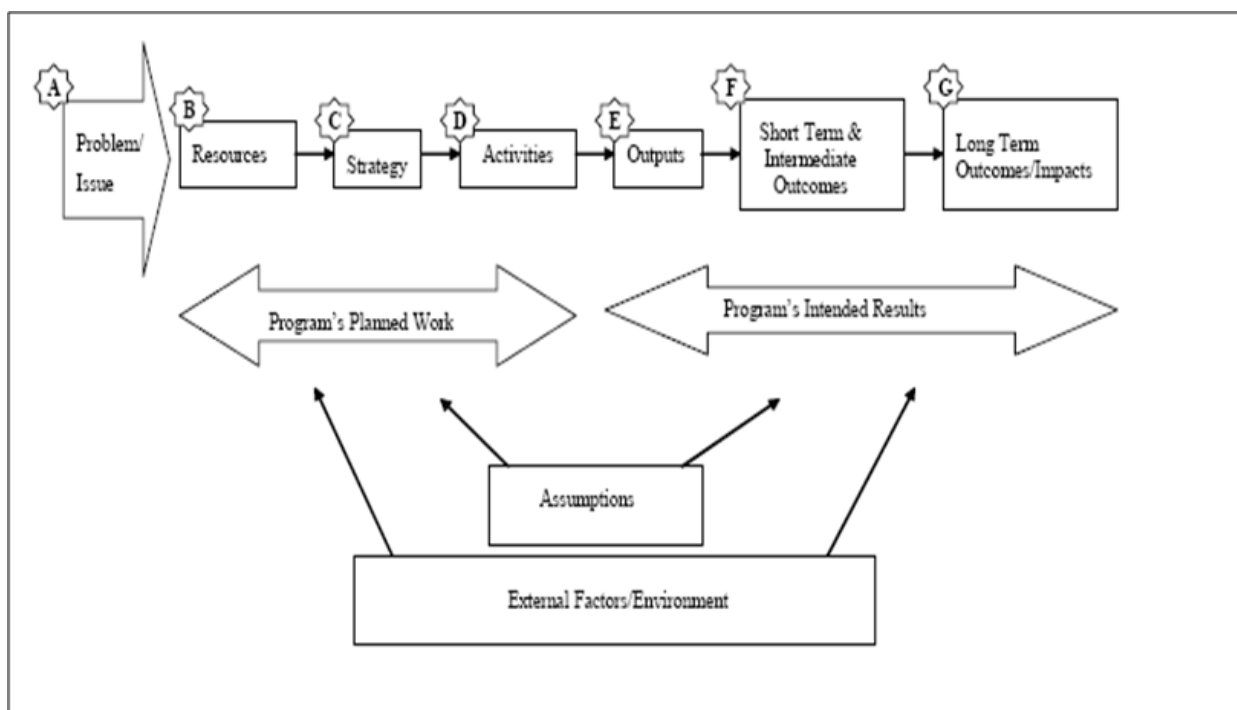 A
Problem/
Issue
B
Resources
C
Strategy
D
Activities
E
Outputs
F
Short Term &
Intermediate
Outcomes
G
Long Term
Outcomes/Impacts
Program's Planned Work
Program's Intended Results
Assumptions
External Factors/Environment